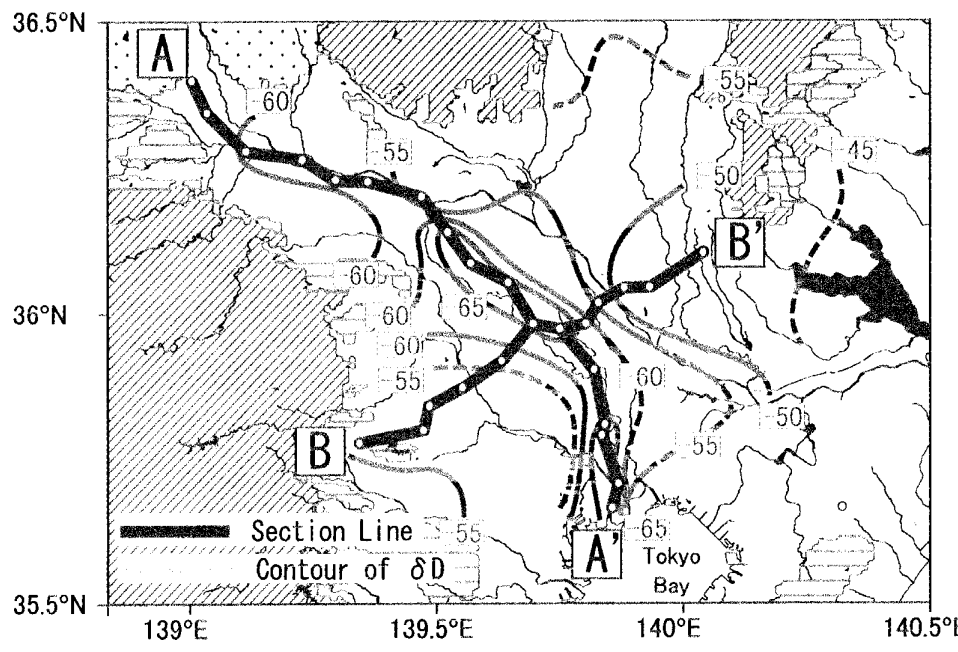 36.5°N
A
60
-55
-55
-45
-50
B'
-60
65
36°N
60
60
-55
60
-50
-55
B
Section Line
-55
A'
-65
Tokyo
Bay
Contour of δD
35.5°N
139°E
139.5°E
140°E
140.5°E